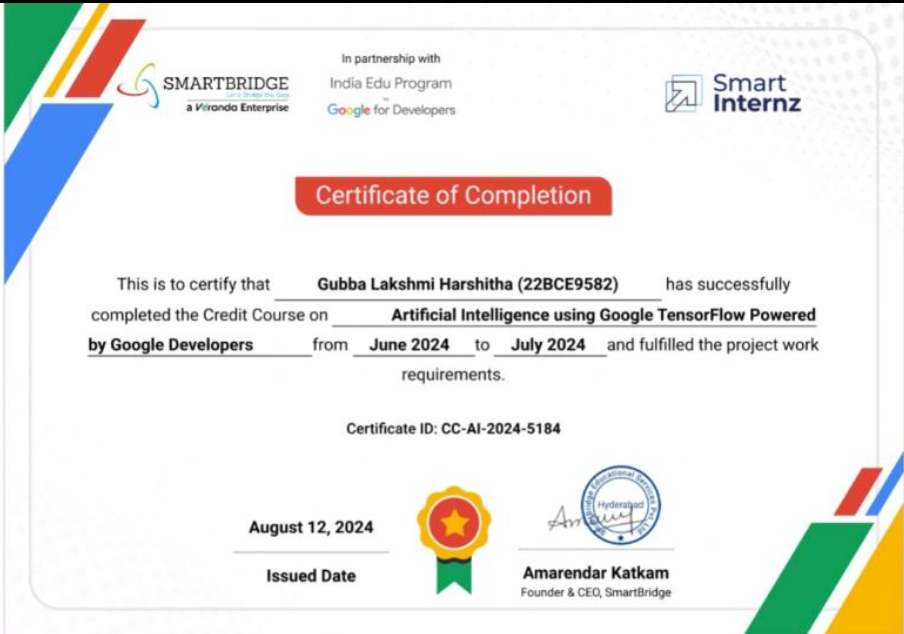 SMARTBRIDGE
Let's Bridge the Gap
a Veranda Enterprise
In partnership with
India Edu Program
by
Google for Developers
Smart
Internz
Certificate of Completion
This is to certify that Gubba Lakshmi Harshitha (22BCE9582) has successfully
completed the Credit Course on Artificial Intelligence using Google TensorFlow Powered
by Google Developers from June 2024 to July 2024 and fulfilled the project work
requirements.
Certificate ID: CC-AI-2024-5184
August 12, 2024
Issued Date
SmartBridge Educational Services Pvt. Ltd.
Hyderabad
Amarendar Katkam
Founder & CEO, SmartBridge